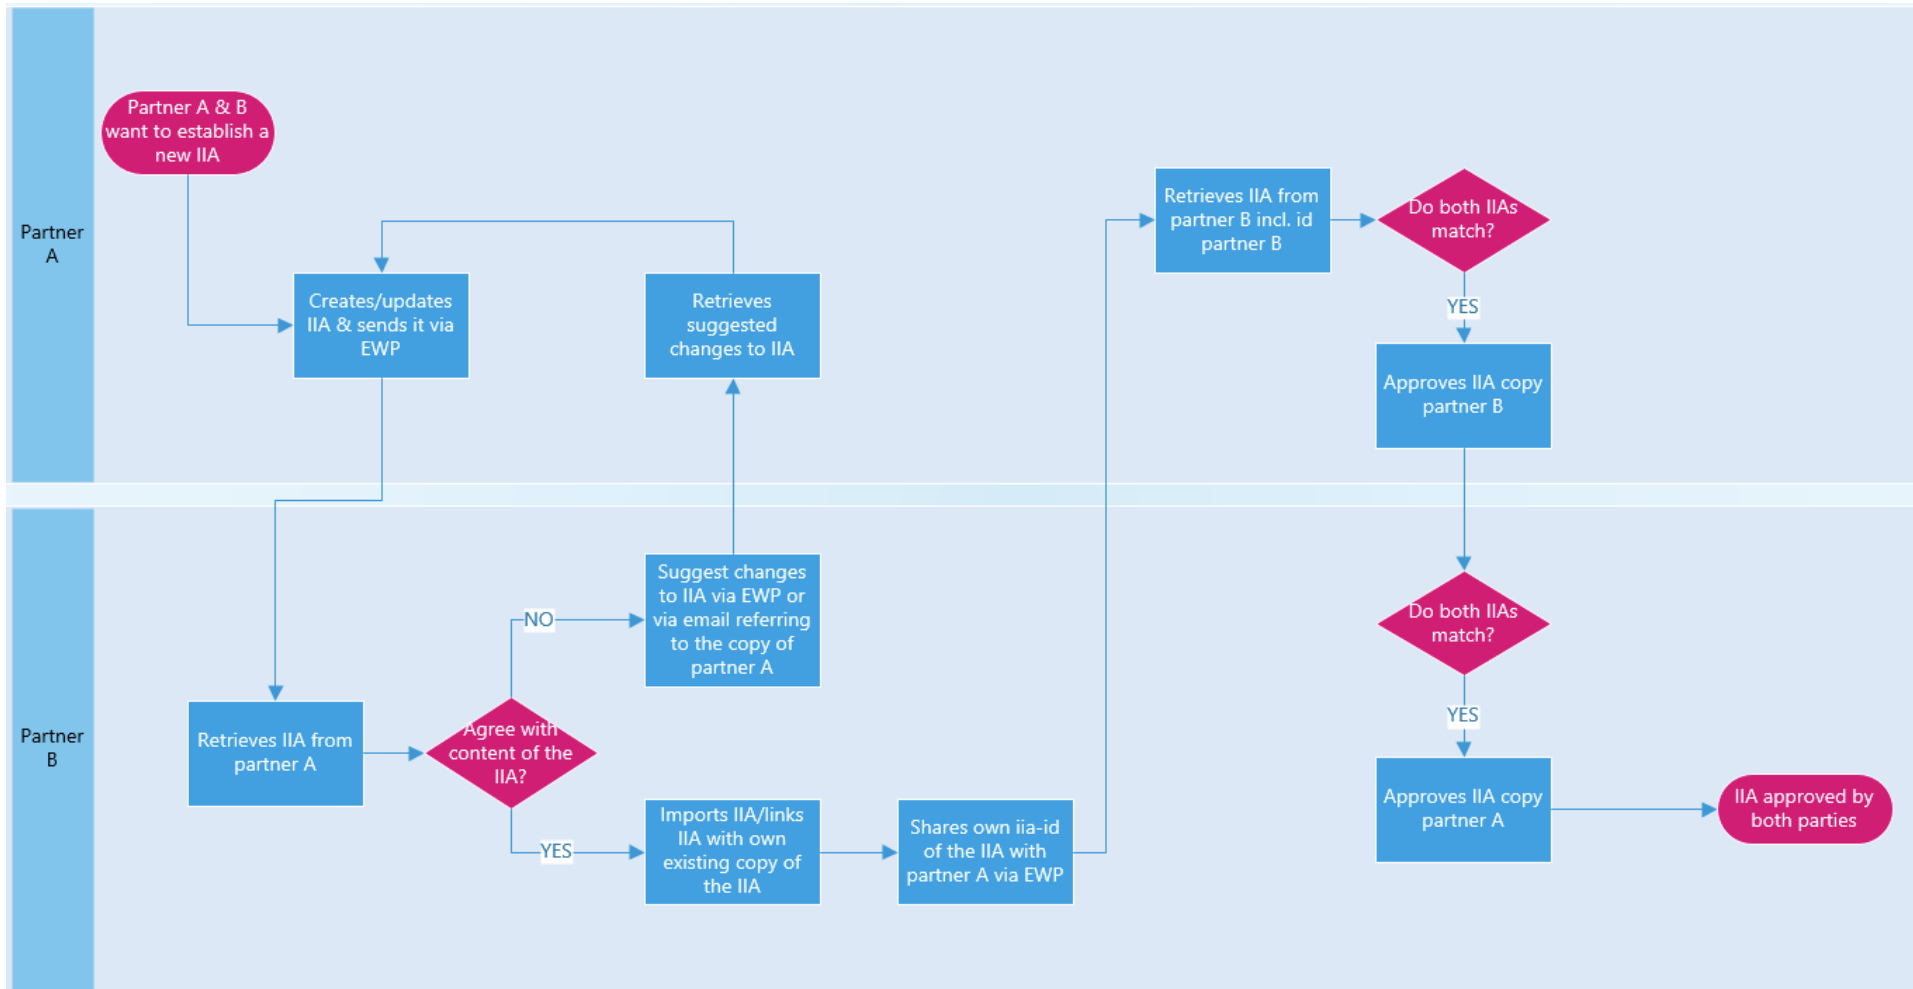 Partner
A
Partner A & B
want to establish a
new IIA
Creates/updates
IIA & sends it via
EWP
Retrieves
suggested
changes to IIA
Retrieves IIA from
partner B incl. id
partner B
Do both IIAs
match?
YES
Approves IIA copy
partner B
Partner
B
Retrieves IIA from
partner A
Agree with
content of the
IIA?
NO
Suggest changes
to IIA via EWP or
via email referring
to the copy of
partner A
YES
Imports IIA/links
IIA with own
existing copy of
the IIA
Shares own iia-id
of the IIA with
partner A via EWP
Do both IIAs
match?
YES
Approves IIA copy
partner A
IIA approved by
both parties